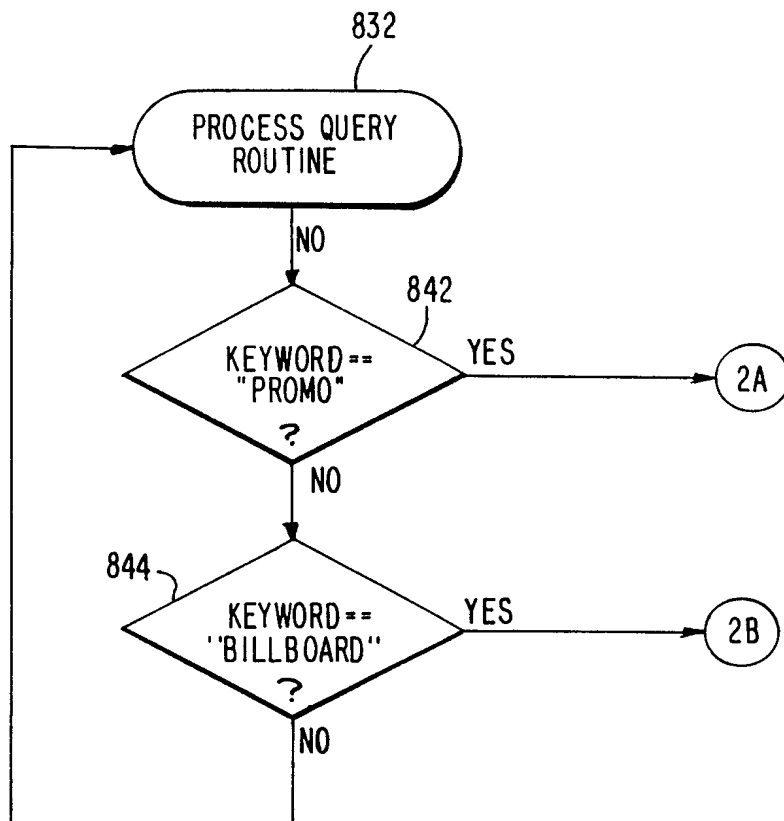 832
PROCESS QUERY
ROUTINE
NO
842
KEYWORD==
"PROMO"
?
YES
2A
NO
844
KEYWORD==
"BILLBOARD"
?
YES
2B
NO